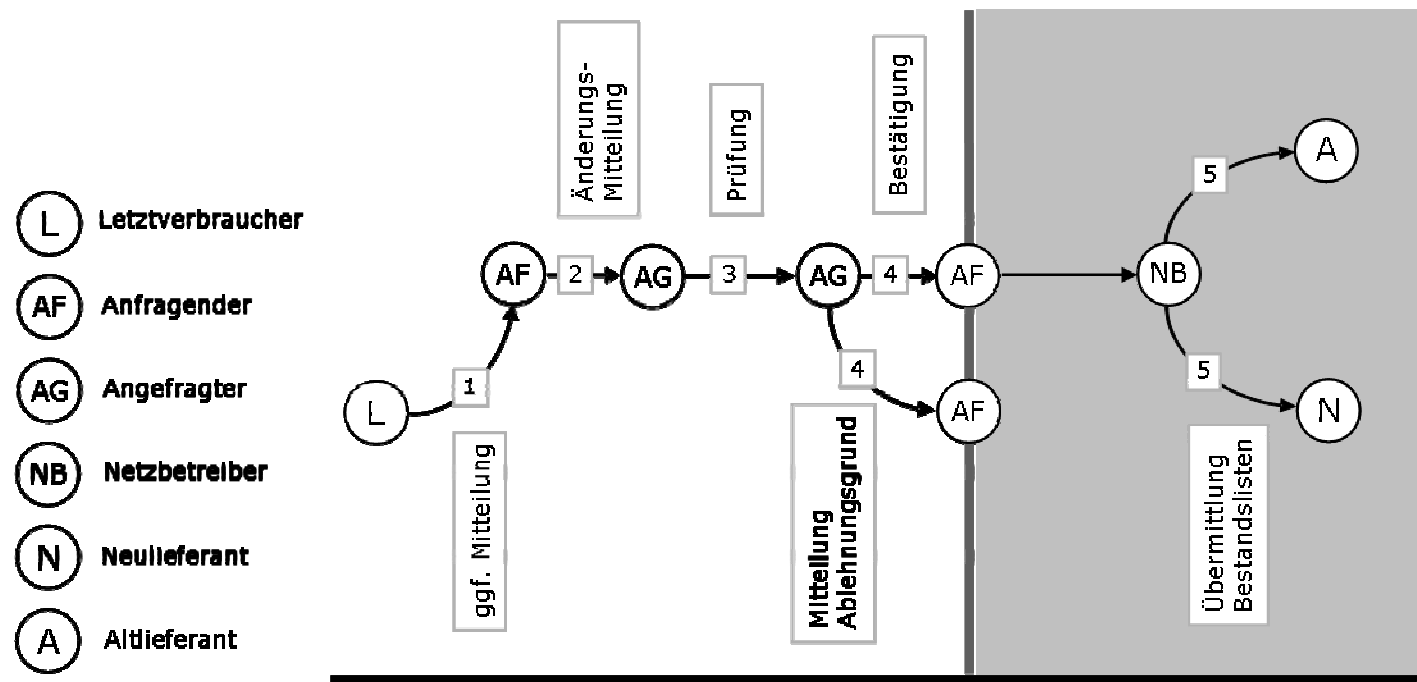 L Letztverbraucher
AF Anfragender
AG Angefragter
NB Netzbetreiber
N Neulieferant
A Altlieferant
Änderungs-
Mitteilung
Prüfung
Bestätigung
L
1
AF
2
AG
3
AG
4
AF
4
AF
NB
5
A
5
N
ggf. Mitteilung
Mitteilung
Ablehnungsgrund
Übermittlung
Bestandslisten